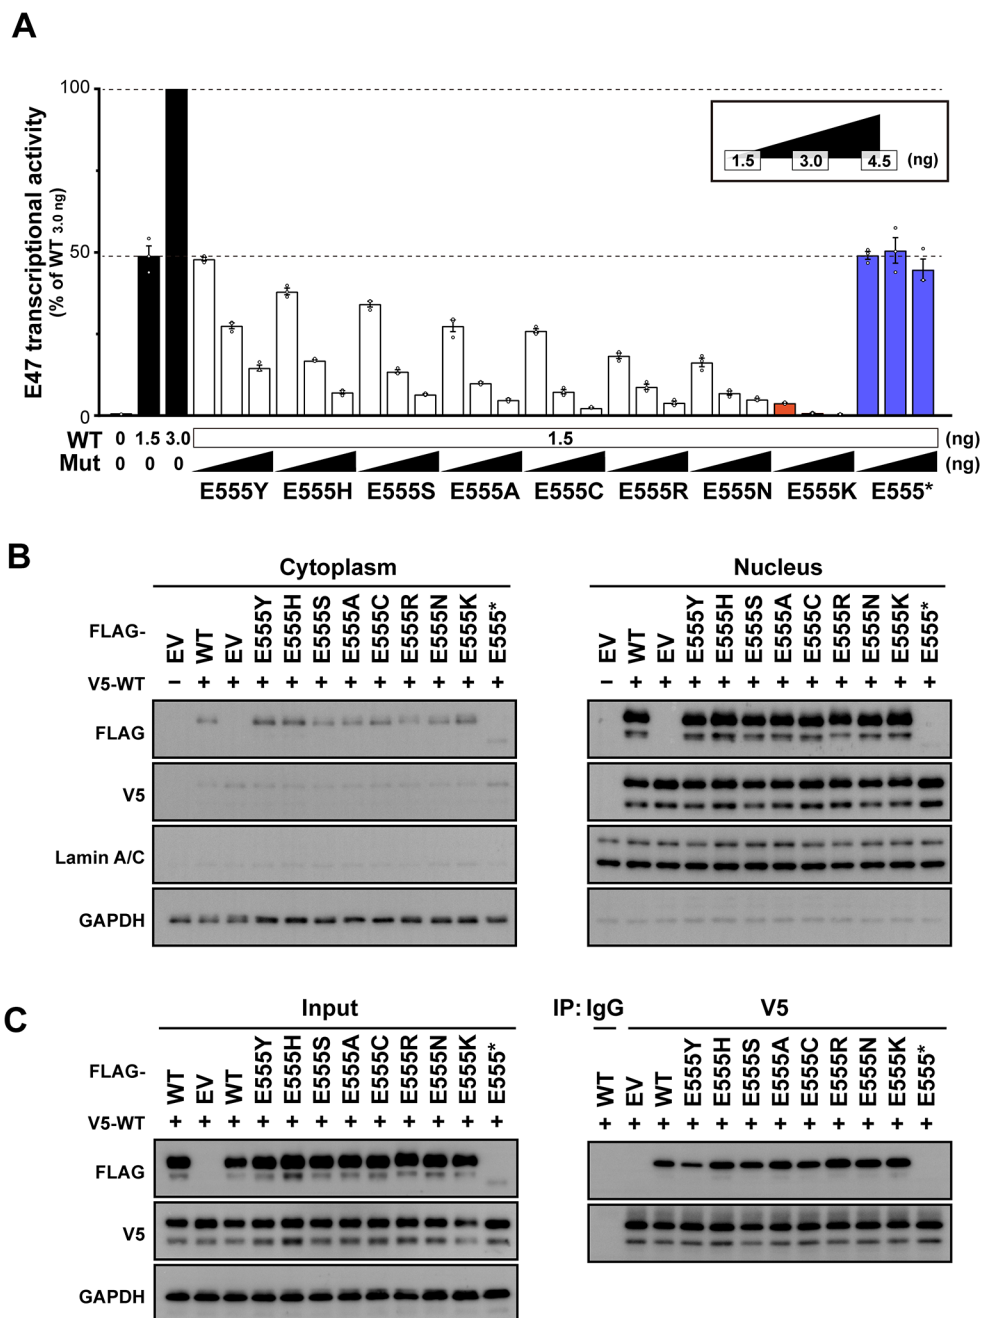 A
E47 transcriptional activity
(% of WT 3.0 ng)
100
50
0
1.5 3.0 4.5 (ng)
WT 0 1.5 3.0 1.5 (ng)
Mut 0 0 0 (ng)
E555Y E555H E555S E555A E555C E555R E555N E555K E555*
B
Cytoplasm
FLAG- EV WT EV E555Y E555H E555S E555A E555C E555R E555N E555K E555*
V5-WT − + + + + + + + + + + +
FLAG
V5
Lamin A/C
GAPDH
Nucleus
EV WT EV E555Y E555H E555S E555A E555C E555R E555N E555K E555*
− + + + + + + + + + + +
C
Input
FLAG- WT EV WT E555Y E555H E555S E555A E555C E555R E555N E555K E555*
V5-WT + + + + + + + + + + + +
FLAG
V5
GAPDH
IP: IgG V5
WT EV WT E555Y E555H E555S E555A E555C E555R E555N E555K E555*
+ + + + + + + + + + + +